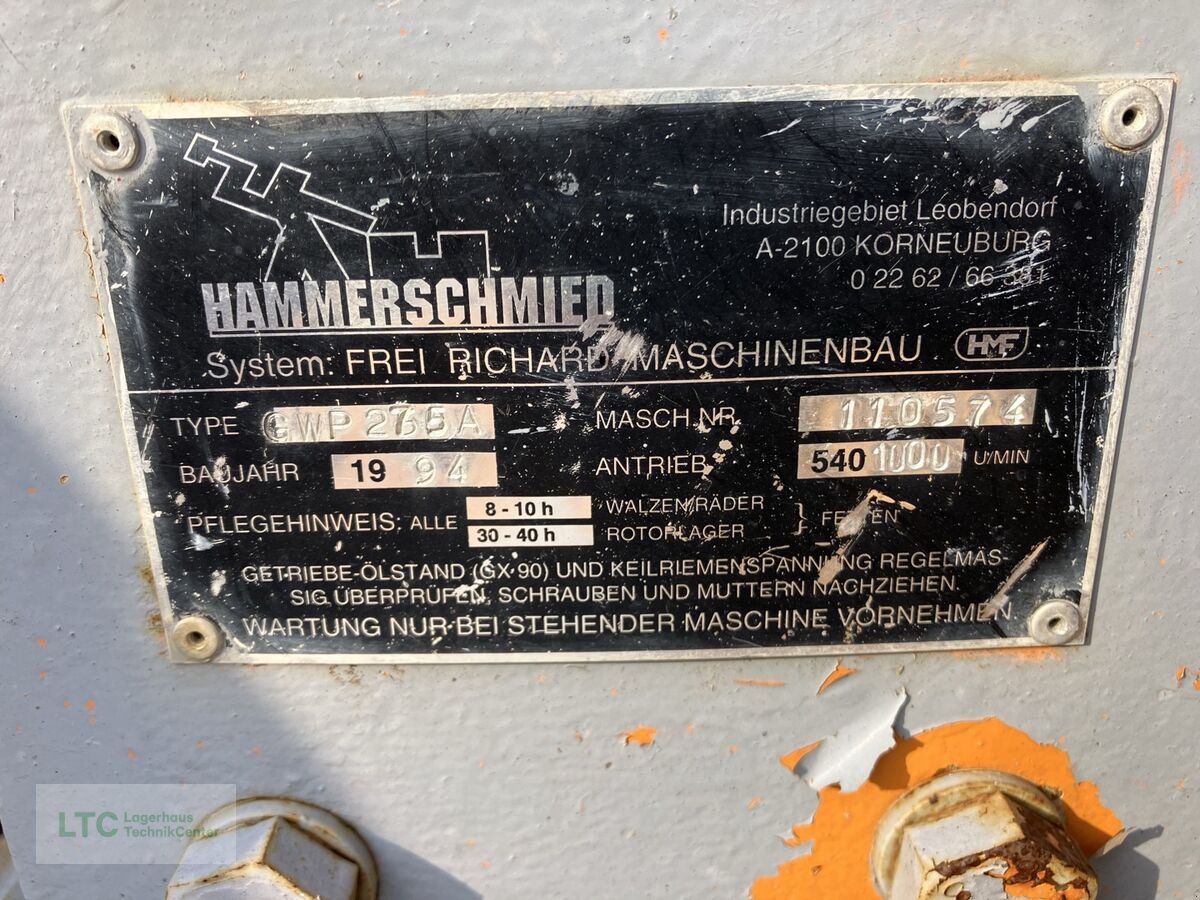 Industriegebiet Leobendorf
A-2100 KORNEUBURG
0 22 62 / 66 381
HAMMERSCHMIED
System: FREI RICHARD MASCHINENBAU HMF
TYPE GWP 275A MASCH.NR. 110574
BAUJAHR 19 94 ANTRIEB 540 1000 U/MIN
PFLEGEHINWEIS: ALLE 8 - 10 h WALZEN/RÄDER
30 - 40 h ROTORLAGER } FETTEN
GETRIEBE-ÖLSTAND (GX 90) UND KEILRIEMENSPANNUNG REGELMÄS-
SIG ÜBERPRÜFEN, SCHRAUBEN UND MUTTERN NACHZIEHEN.
WARTUNG NUR BEI STEHENDER MASCHINE VORNEHMEN
LTC Lagerhaus
TechnikCenter